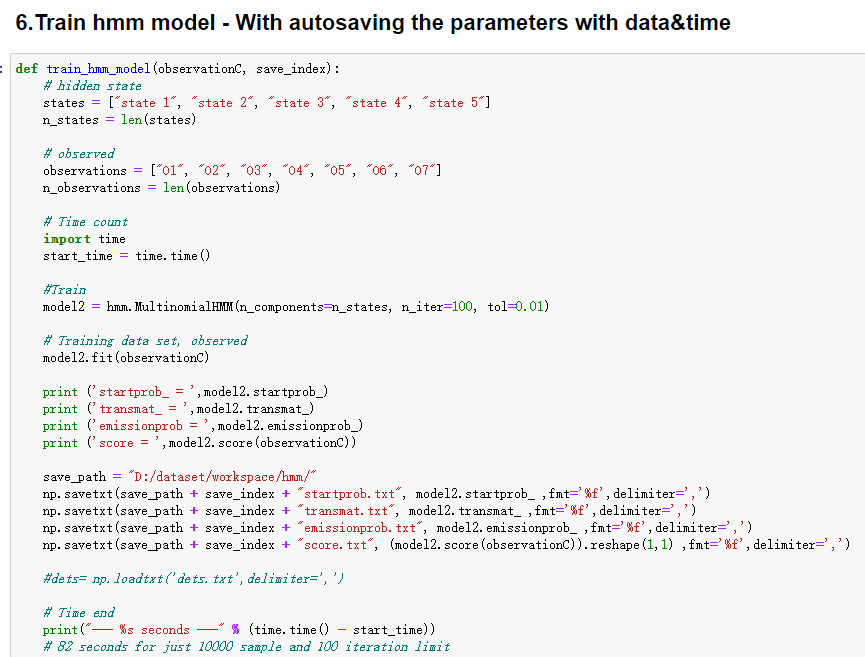 6.Train hmm model - With autosaving the parameters with data&time
: def train_hmm_model(observationC, save_index):
# hidden state
states = ["state 1", "state 2", "state 3", "state 4", "state 5"]
n_states = len(states)
# observed
observations = ["O1", "O2", "O3", "O4", "O5", "O6", "O7"]
n_observations = len(observations)
# Time count
import time
start_time = time.time()
#Train
model2 = hmm.MultinomialHMM(n_components=n_states, n_iter=100, tol=0.01)
# Training data set, observed
model2.fit(observationC)
print ('startprob_ = ',model2.startprob_)
print ('transmat_ = ',model2.transmat_)
print ('emissionprob = ',model2.emissionprob_)
print ('score = ',model2.score(observationC))
save_path = "D:/dataset/workspace/hmm/"
np.savetxt(save_path + save_index + "startprob.txt", model2.startprob_ ,fmt='%f',delimiter=',')
np.savetxt(save_path + save_index + "transmat.txt", model2.transmat_ ,fmt='%f',delimiter=',')
np.savetxt(save_path + save_index + "emissionprob.txt", model2.emissionprob_ ,fmt='%f',delimiter=',')
np.savetxt(save_path + save_index + "score.txt", (model2.score(observationC)).reshape(1,1) ,fmt='%f',delimiter=',')
#dets= np.loadtxt('dets.txt',delimiter=',')
# Time end
print("--- %s seconds ---" % (time.time() - start_time))
# 82 seconds for just 10000 sample and 100 iteration limit